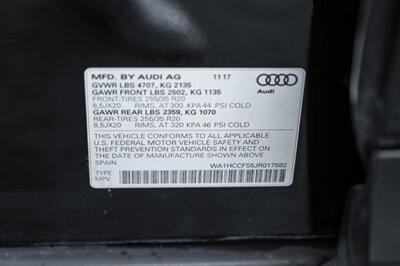 MFD. BY AUDI AG 11 17
GVWR LBS 4707, KG 2135
GAWR FRONT LBS 2502, KG 1135
FRONT-TIRES 255/35 R20
8,5JX20 RIMS, AT 300 KPA 44 PSI COLD
GAWR REAR LBS 2359, KG 1070
REAR-TIRES 255/35 R20
8,5JX20 RIMS, AT 320 KPA 46 PSI COLD
THIS VEHICLE CONFORMS TO ALL APPLICABLE
U.S. FEDERAL MOTOR VEHICLE SAFETY AND
THEFT PREVENTION STANDARDS IN EFFECT ON
THE DATE OF MANUFACTURE SHOWN ABOVE.
SPAIN
WA1HCCFS5JR017582
TYPE:
MPV
Audi